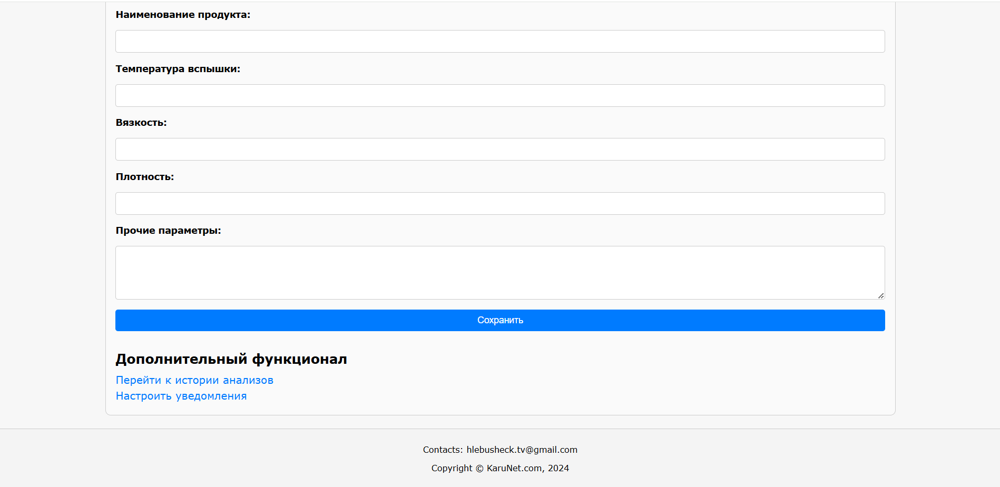 Наименование продукта:
Температура вспышки:
Вязкость:
Плотность:
Прочие параметры:
Сохранить
Дополнительный функционал
Перейти к истории анализов
Настроить уведомления
Contacts: hlebusheck.tv@gmail.com
Copyright © KaruNet.com, 2024